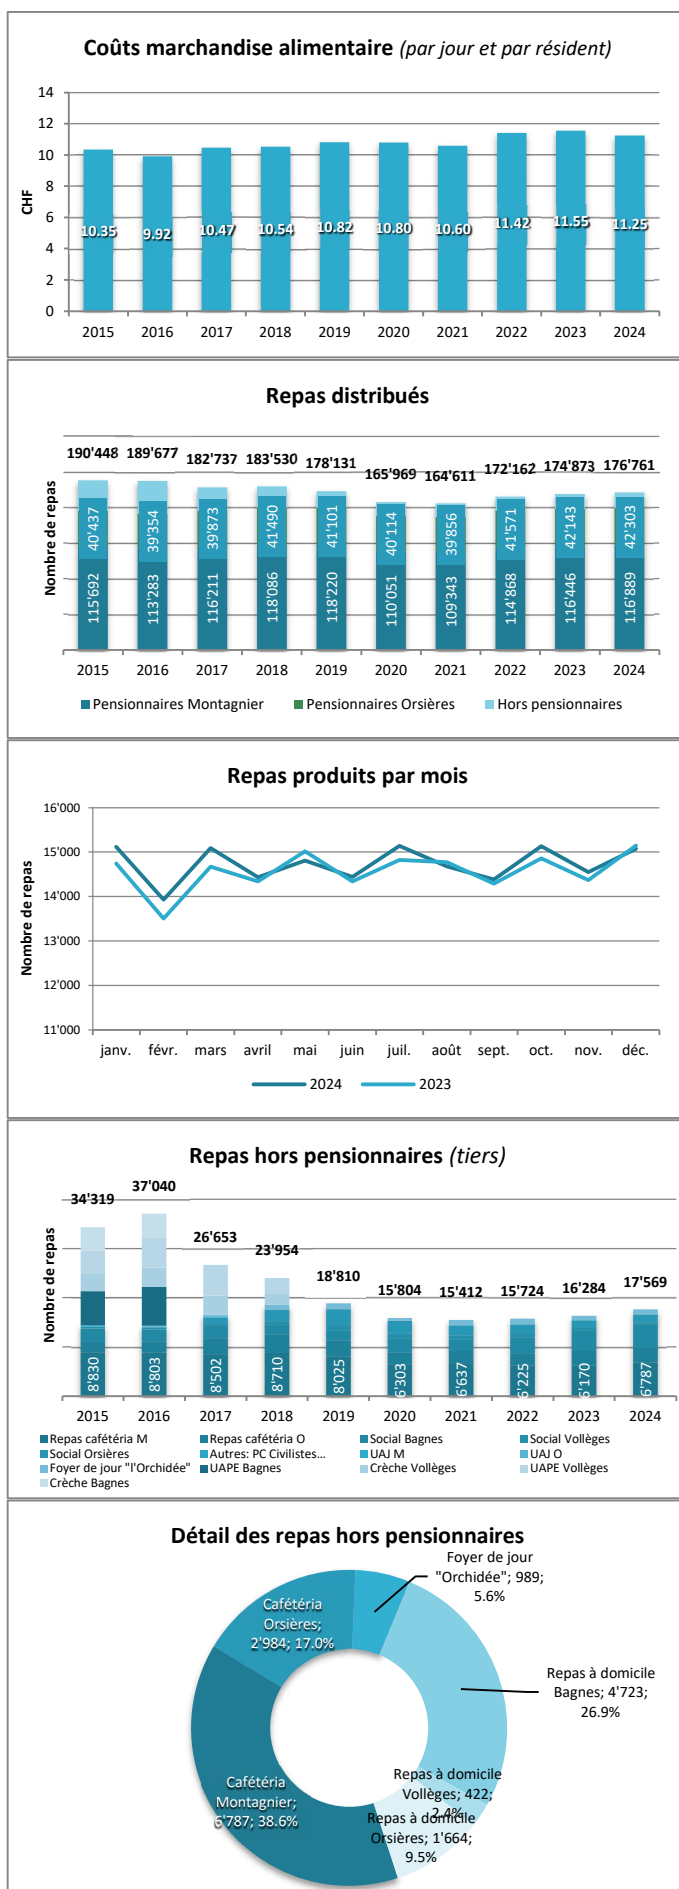 Coûts marchandise alimentaire (par jour et par résident)
14
12
10
8
6
4
2
0
CHF
10.35 9.92 10.47 10.54 10.82 10.80 10.60 11.42 11.55 11.25
2015 2016 2017 2018 2019 2020 2021 2022 2023 2024
Repas distribués
Nombre de repas
190'448 189'677 182'737 183'530 178'131 165'969 164'611 172'162 174'873 176'761
40'437 39'354 39'873 41'490 41'101 40'114 39'856 41'571 42'143 42'303
115'692 113'283 116'211 118'086 118'220 110'051 109'343 114'868 116'446 116'889
2015 2016 2017 2018 2019 2020 2021 2022 2023 2024
Pensionnaires Montagnier Pensionnaires Orsières Hors pensionnaires
Repas produits par mois
16'000
15'000
14'000
13'000
12'000
11'000
Nombre de repas
janv. févr. mars avril mai juin juil. août sept. oct. nov. déc.
2024 2023
Repas hors pensionnaires (tiers)
Nombre de repas
34'319 37'040 26'653 23'954 18'810 15'804 15'412 15'724 16'284 17'569
8'830 8'803 8'502 8'710 8'025 6'303 6'637 6'225 6'170 6'787
2015 2016 2017 2018 2019 2020 2021 2022 2023 2024
Repas cafétéria M Repas cafétéria O Social Bagnes Social Vollèges
Social Orsières Autres: PC Civilistes... UAJ M UAJ O
Foyer de jour "l'Orchidée" UAPE Bagnes Crèche Vollèges UAPE Vollèges
Crèche Bagnes
Détail des repas hors pensionnaires
Foyer de jour
"Orchidée"; 989;
5.6%
Cafétéria
Orsières;
2'984; 17.0%
Repas à domicile
Bagnes; 4'723;
26.9%
Repas à domicile
Vollèges; 422;
2.4%
Cafétéria
Montagnier;
6'787; 38.6%
Repas à domicile
Orsières; 1'664;
9.5%